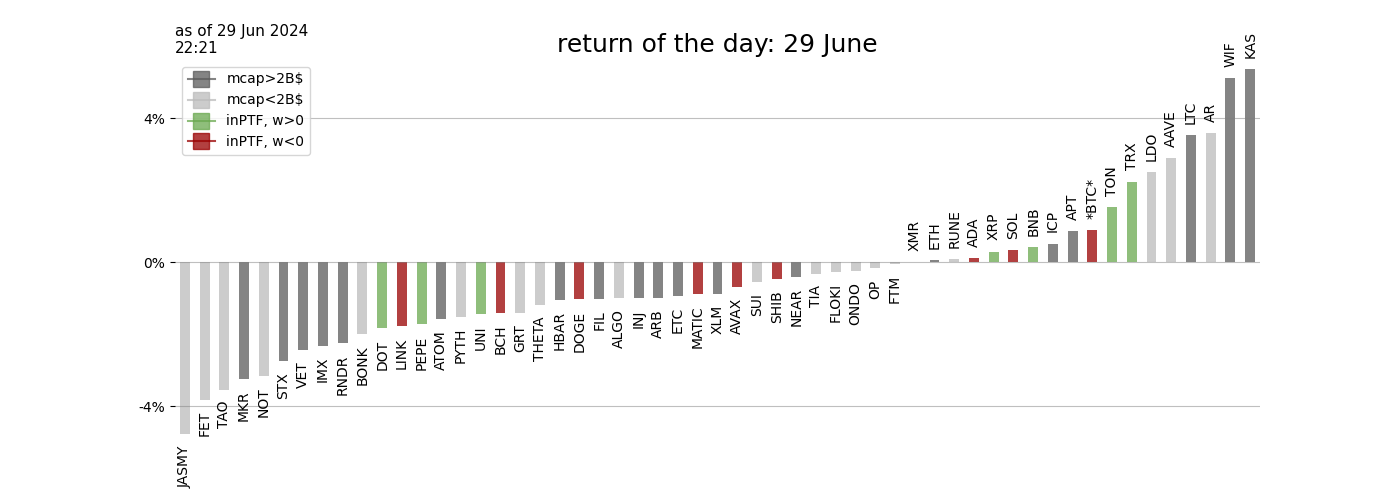 as of 29 Jun 2024
22:21
return of the day: 29 June
mcap>2B$
mcap<2B$
inPTF, w>0
inPTF, w<0
4%
0%
-4%
JASMY
FET
TAO
MKR
NOT
STX
VET
IMX
RNDR
BONK
DOT
LINK
PEPE
ATOM
PYTH
UNI
BCH
GRT
THETA
HBAR
DOGE
FIL
ALGO
INJ
ARB
ETC
MATIC
XLM
AVAX
SUI
SHIB
NEAR
TIA
FLOKI
ONDO
OP
FTM
XMR
ETH
RUNE
ADA
XRP
SOL
BNB
ICP
APT
*BTC*
TON
TRX
LDO
AAVE
LTC
AR
WIF
KAS